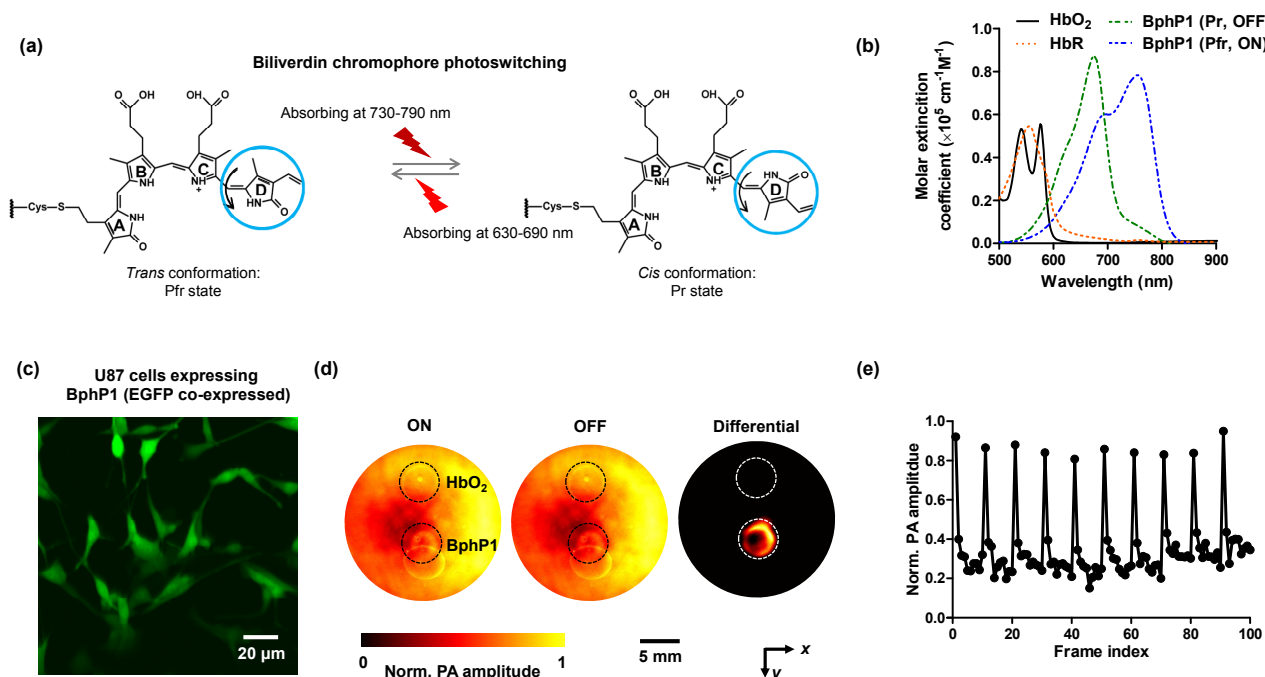 (a)
Biliverdin chromophore photoswitching
Absorbing at 730-790 nm
Absorbing at 630-690 nm
O
OH
O
OH
B
NH
C
NH
+
D
HN
O
Cys
S
A
NH
O
Trans conformation:
Pfr state
O
OH
O
OH
B
NH
C
NH
+
HN
O
D
Cys
S
A
NH
O
Cis conformation:
Pr state
(b)
HbO2
HbR
BphP1 (Pr, OFF
BphP1 (Pfr, ON)
Molar extincition
coefficient (×10⁵ cm⁻¹M⁻¹)
1.0
0.8
0.6
0.4
0.2
0.0
500 600 700 800 900
Wavelength (nm)
(c)
U87 cells expressing
BphP1 (EGFP co-expressed)
20 µm
(d)
ON
OFF
Differential
HbO2
BphP1
0
1
Norm. PA amplitude
5 mm
x
y
(e)
Norm. PA amplitdue
1.0
0.8
0.6
0.4
0.2
0.0
0 20 40 60 80 100
Frame index